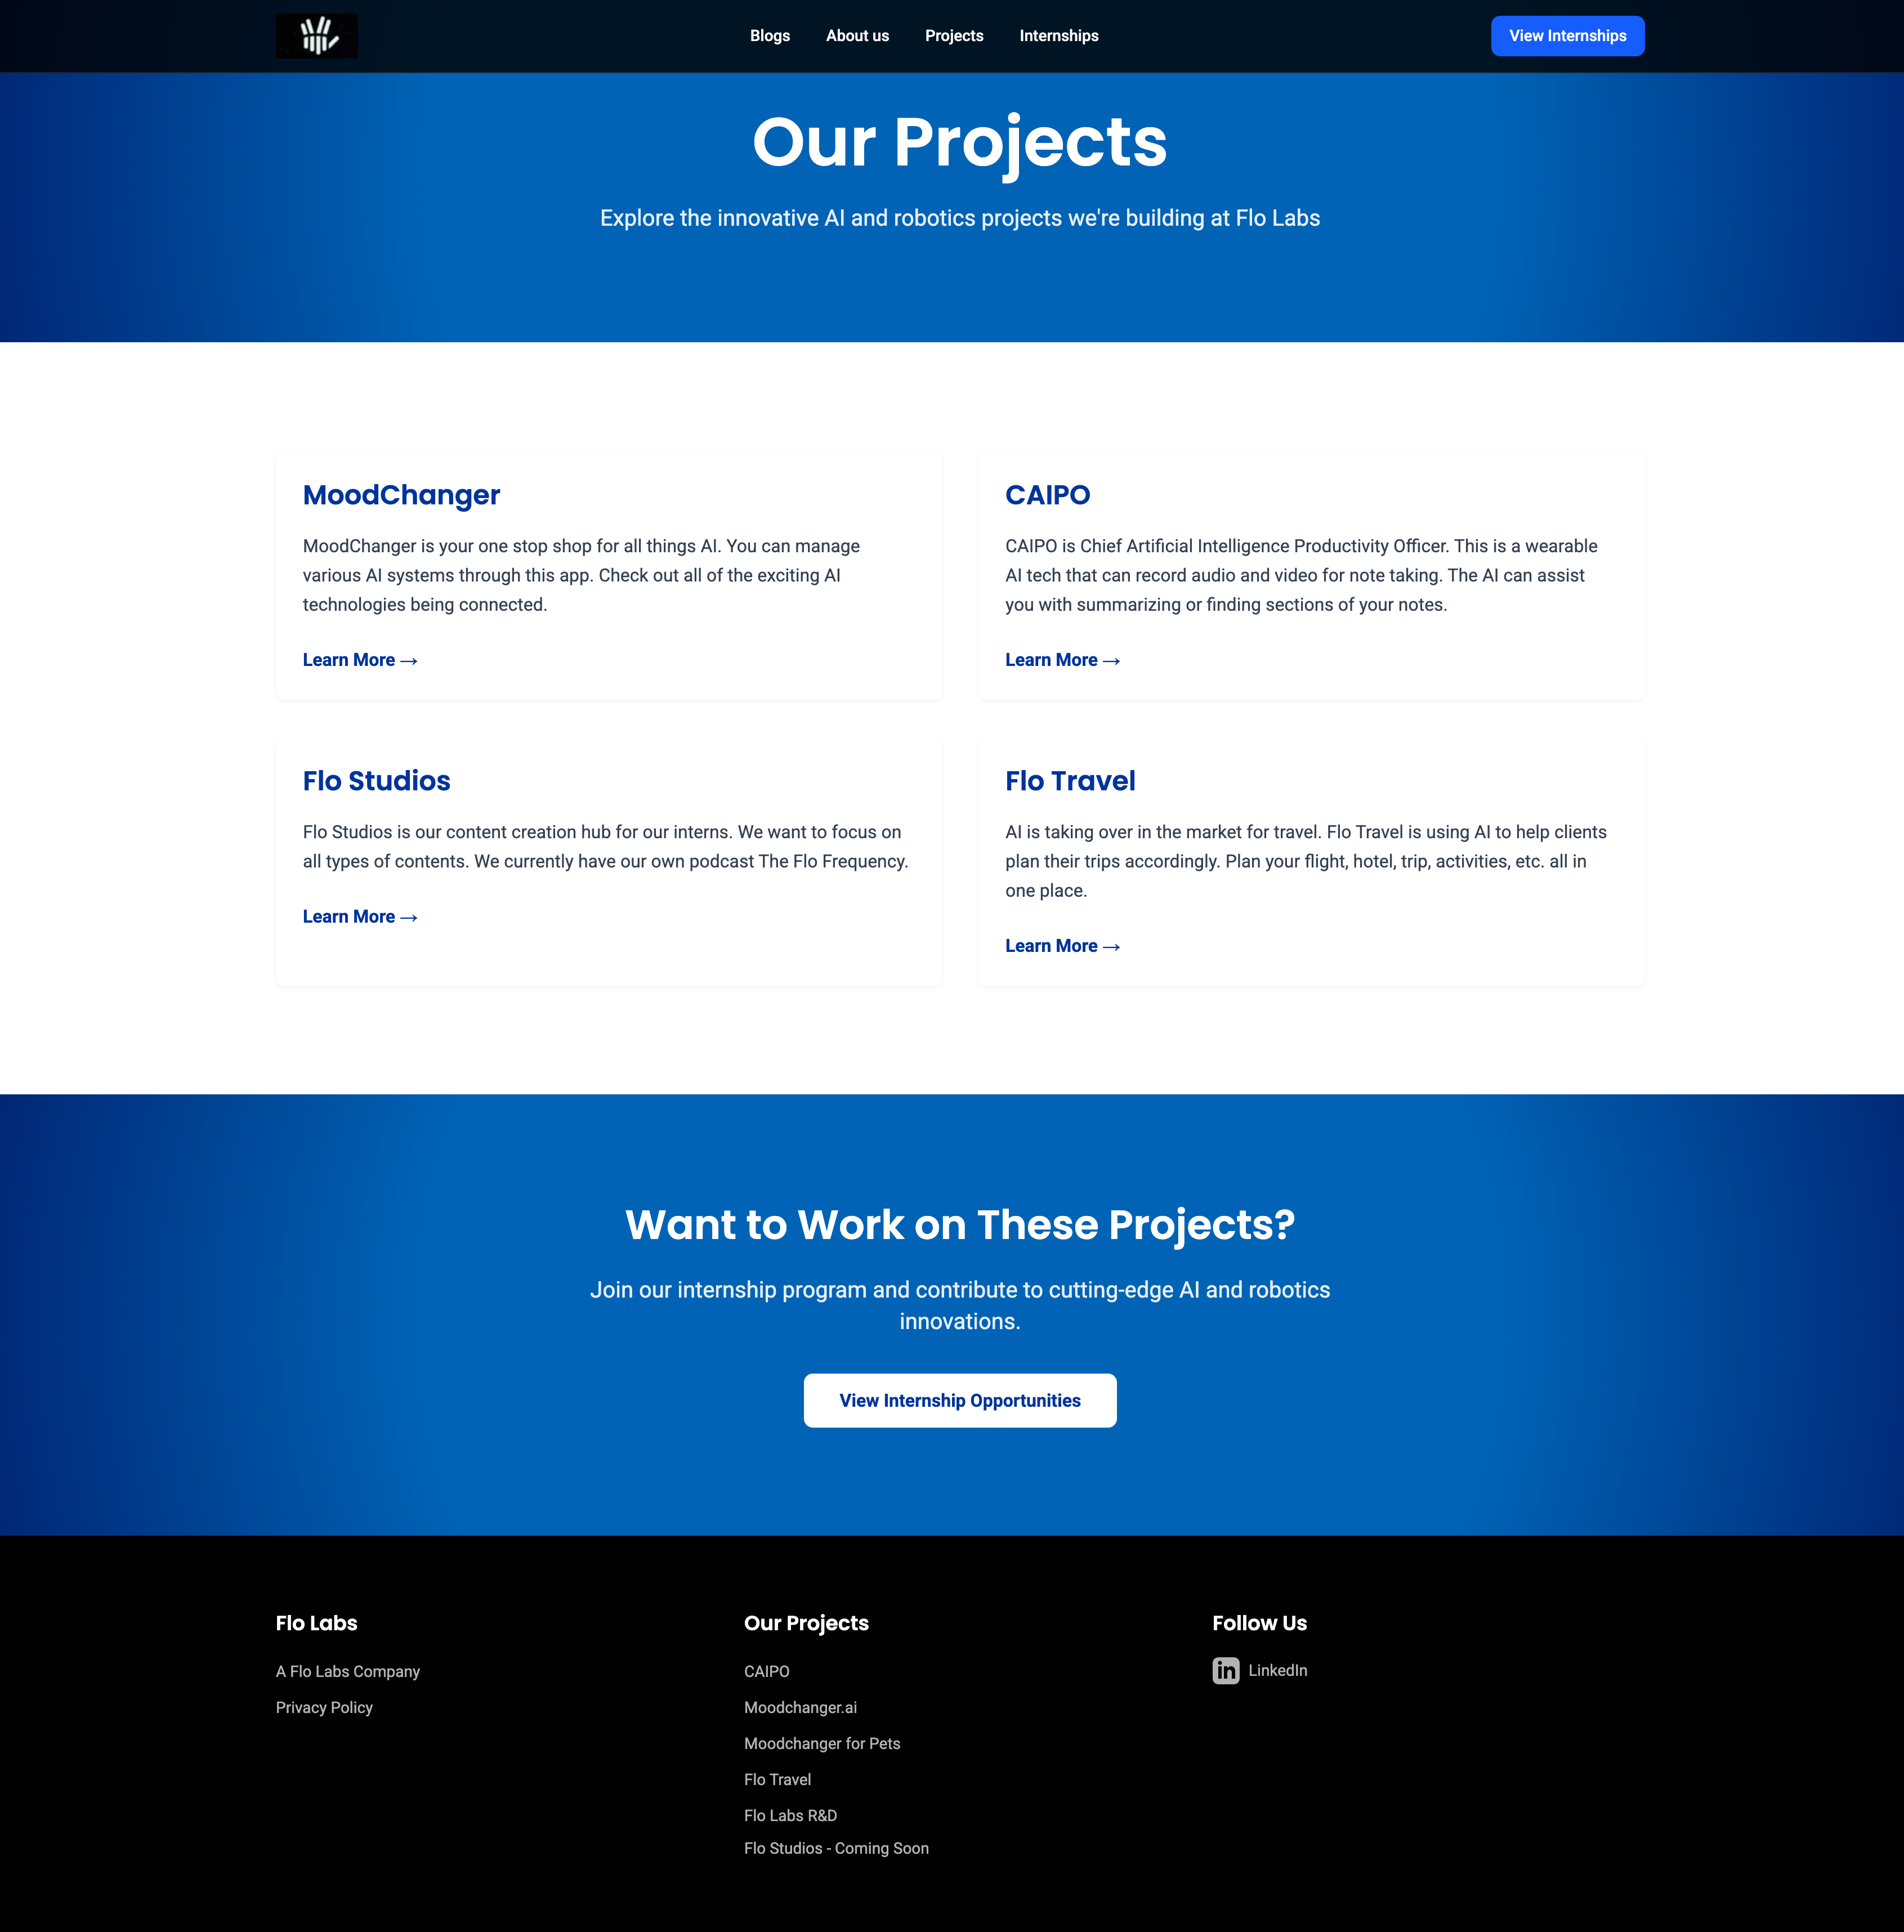 Blogs
About us
Projects
Internships
View Internships
Our Projects
Explore the innovative AI and robotics projects we're building at Flo Labs
MoodChanger
MoodChanger is your one stop shop for all things AI. You can manage
various AI systems through this app. Check out all of the exciting AI
technologies being connected.
Learn More →
CAIPO
CAIPO is Chief Artificial Intelligence Productivity Officer. This is a wearable
AI tech that can record audio and video for note taking. The AI can assist
you with summarizing or finding sections of your notes.
Learn More →
Flo Studios
Flo Studios is our content creation hub for our interns. We want to focus on
all types of contents. We currently have our own podcast The Flo Frequency.
Learn More →
Flo Travel
AI is taking over in the market for travel. Flo Travel is using AI to help clients
plan their trips accordingly. Plan your flight, hotel, trip, activities, etc. all in
one place.
Learn More →
Want to Work on These Projects?
Join our internship program and contribute to cutting-edge AI and robotics
innovations.
View Internship Opportunities
Flo Labs
A Flo Labs Company
Privacy Policy
Our Projects
CAIPO
Moodchanger.ai
Moodchanger for Pets
Flo Travel
Flo Labs R&D
Flo Studios - Coming Soon
Follow Us
in LinkedIn